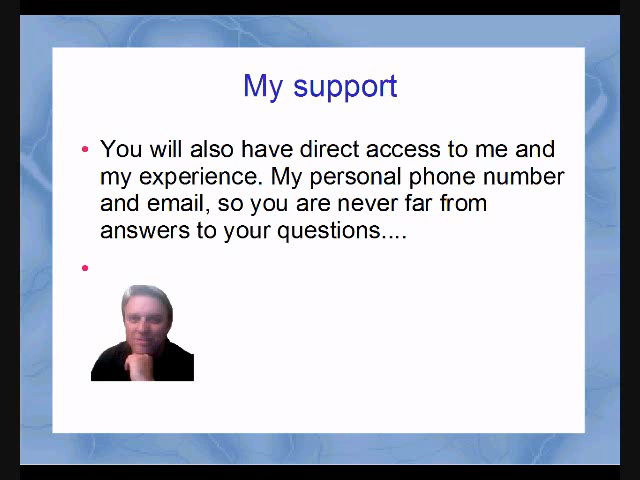 My support
You will also have direct access to me and
my experience. My personal phone number
and email, so you are never far from
answers to your questions....